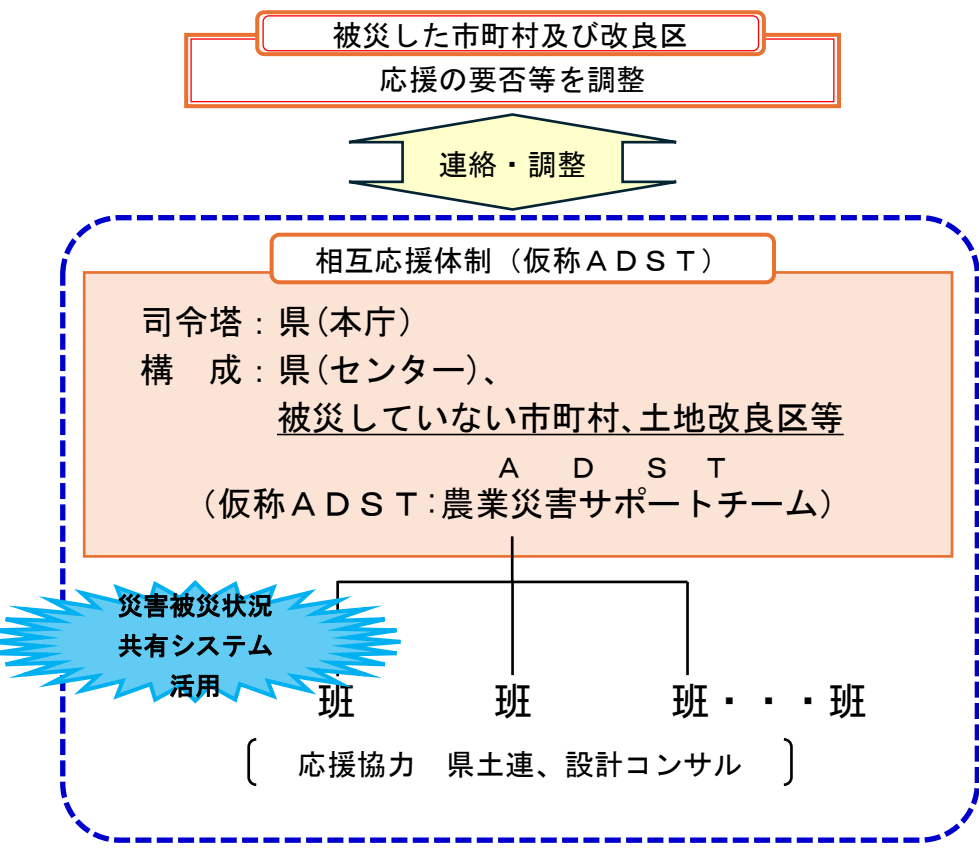 被災した市町村及び改良区
応援の要否等を調整
連絡・調整
相互応援体制（仮称ＡＤＳＴ）
司令塔：県（本庁）
構　成：県（センター）、
被災していない市町村、土地改良区等
Ａ　Ｄ　Ｓ　Ｔ
（仮称ＡＤＳＴ：農業災害サポートチーム）
災害被災状況
共有システム
活用
班　班　班・・・班
応援協力　県土連、設計コンサル